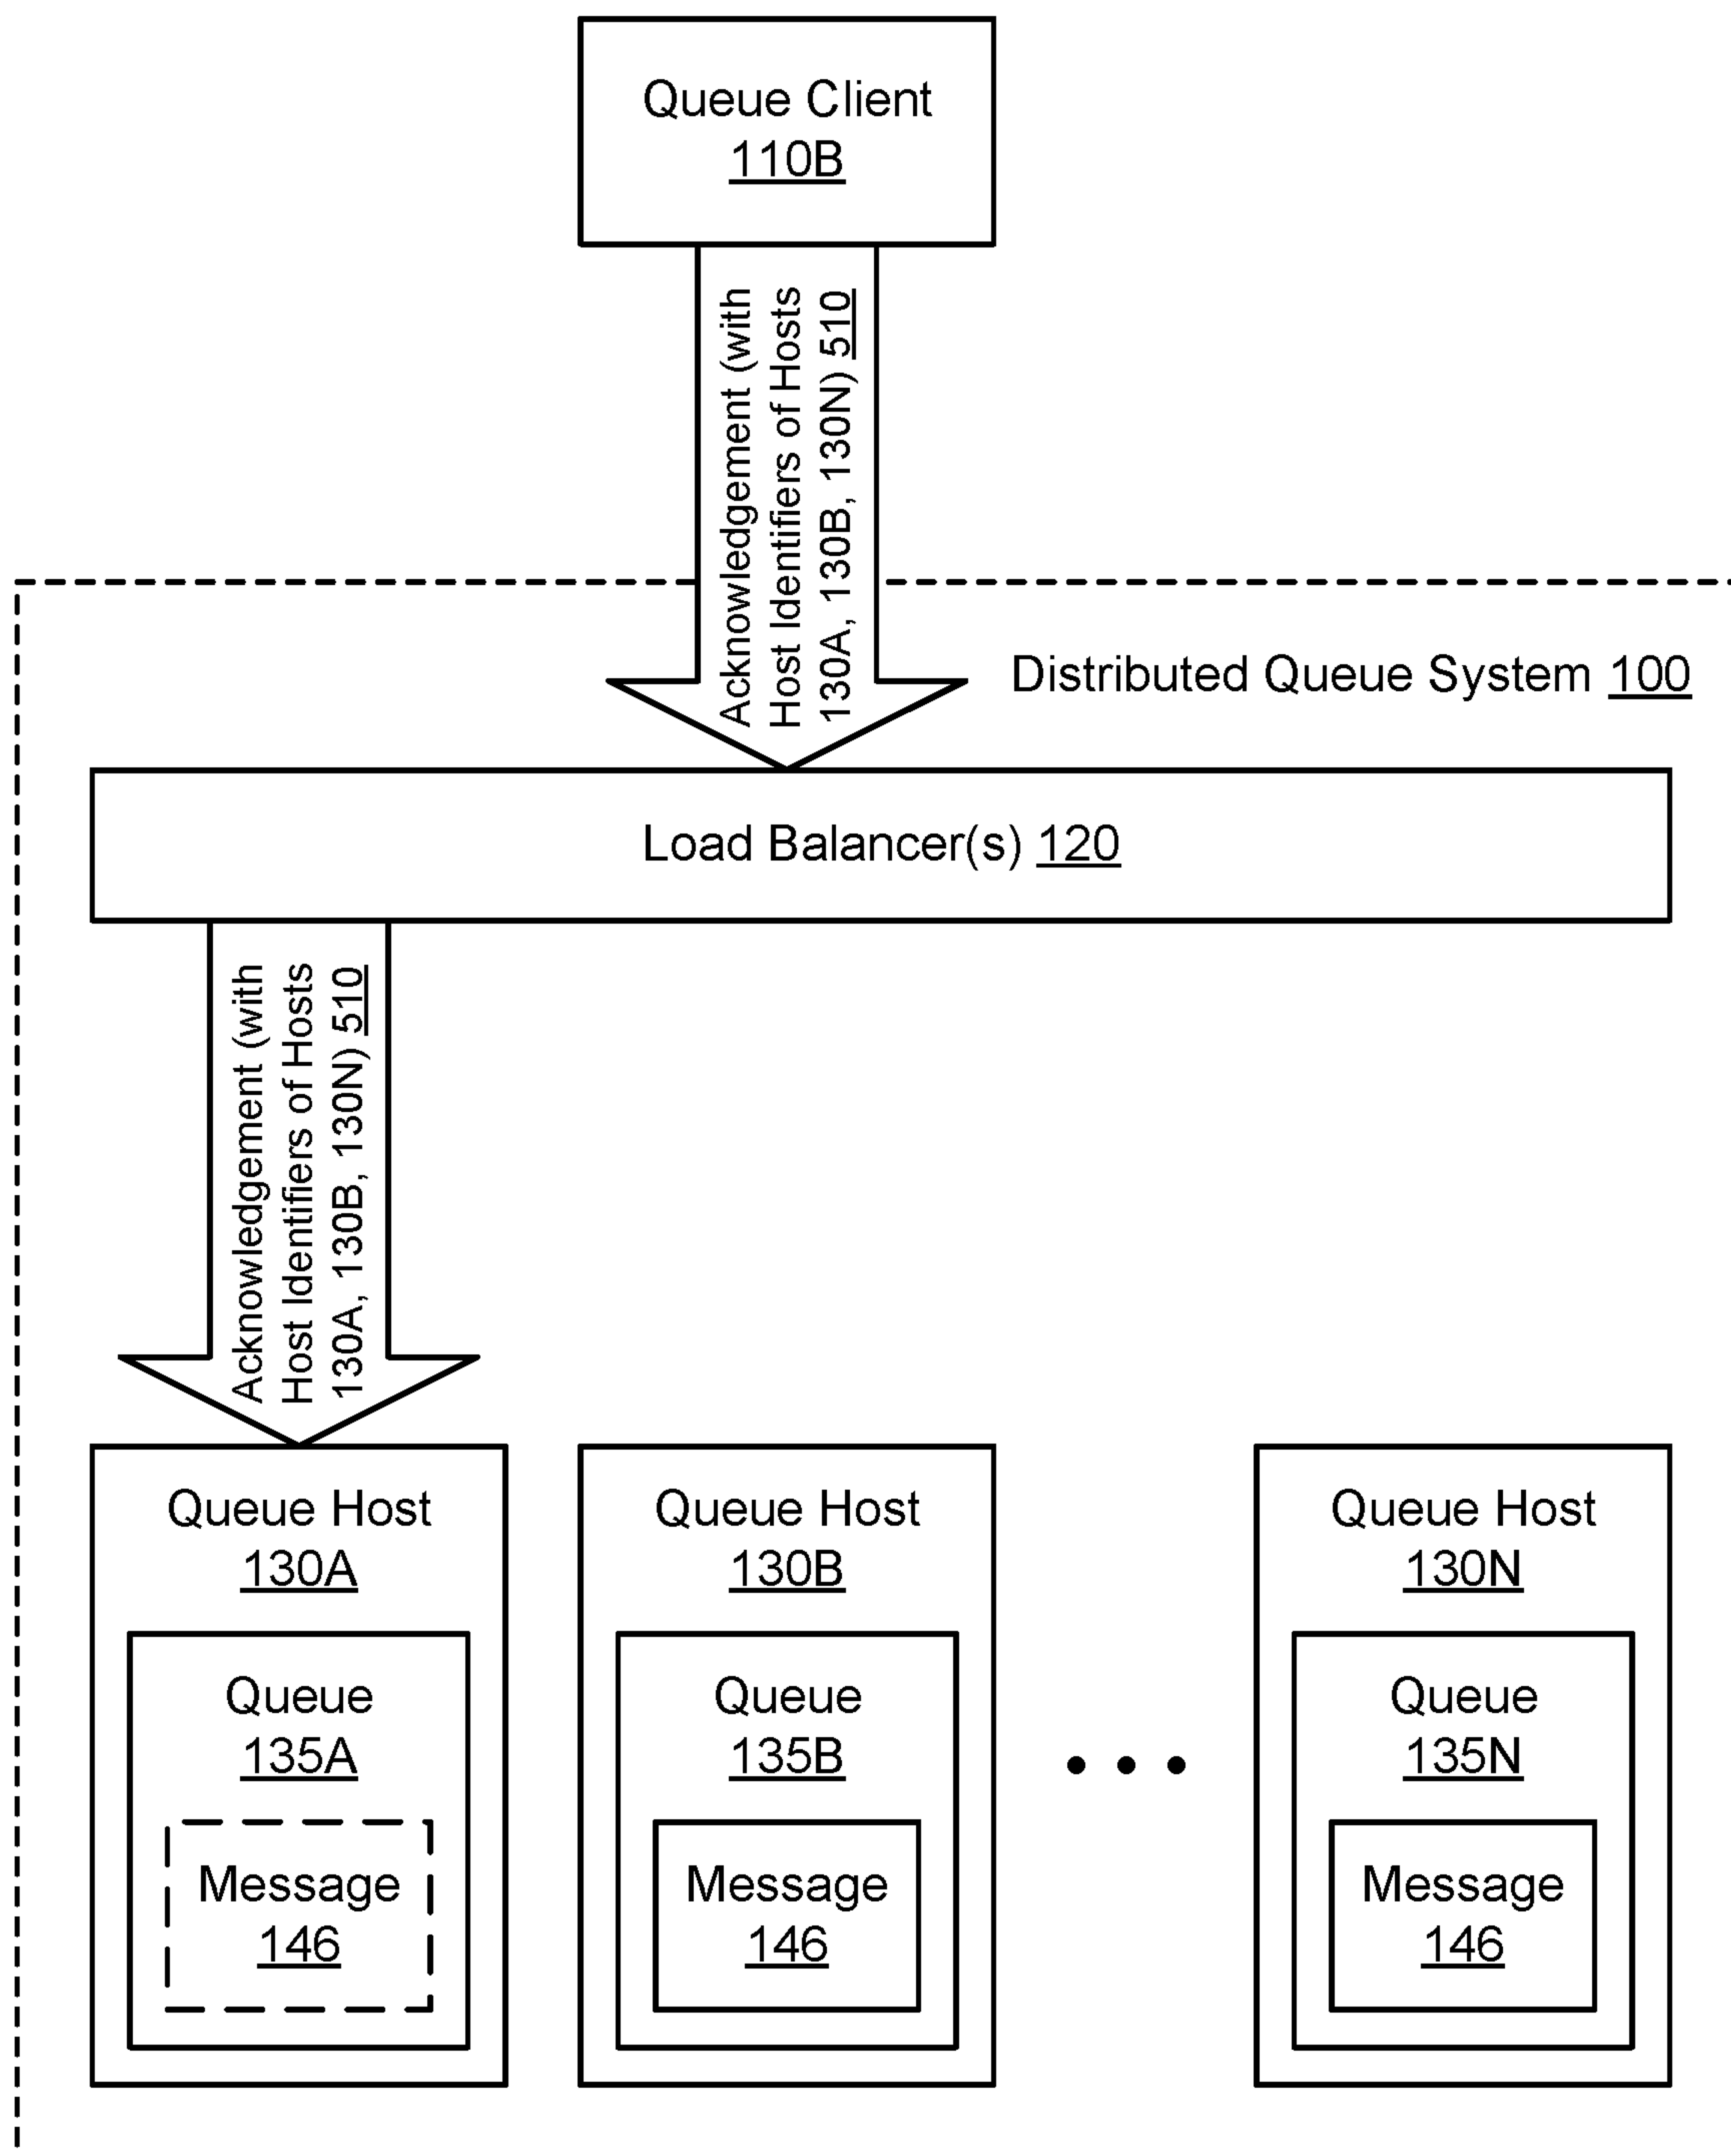 Queue Client
110B
Acknowledgement (with
Host Identifiers of Hosts
130A, 130B, 130N) 510
Distributed Queue System 100
Load Balancer(s) 120
Acknowledgement (with
Host Identifiers of Hosts
130A, 130B, 130N) 510
Queue Host
130A
Queue
135A
Message
146
Queue Host
130B
Queue
135B
Message
146
Queue Host
130N
Queue
135N
Message
146